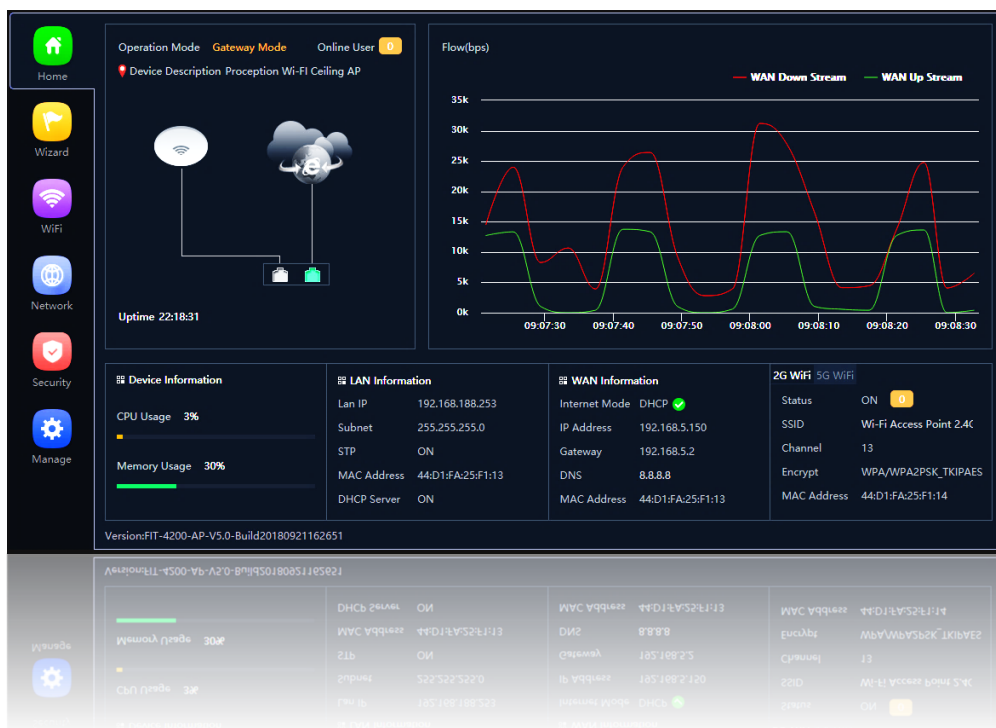 Home
Wizard
WiFi
Network
Security
Manage
Operation Mode Gateway Mode Online User 0
Device Description Proception Wi-FI Ceiling AP
Uptime 22:18:31
Flow(bps)
WAN Down Stream WAN Up Stream
35k
30k
25k
20k
15k
10k
5k
0k
09:07:30 09:07:40 09:07:50 09:08:00 09:08:10 09:08:20 09:08:30
Device Information
CPU Usage 3%
Memory Usage 30%
LAN Information
Lan IP 192.168.188.253
Subnet 255.255.255.0
STP ON
MAC Address 44:D1:FA:25:F1:13
DHCP Server ON
WAN Information
Internet Mode DHCP
IP Address 192.168.5.150
Gateway 192.168.5.2
DNS 8.8.8.8
MAC Address 44:D1:FA:25:F1:13
2G WiFi 5G WiFi
Status ON 0
SSID Wi-Fi Access Point 2.4
Channel 13
Encrypt WPA/WPA2PSK_TKIPAES
MAC Address 44:D1:FA:25:F1:14
Version:FIT-4200-AP-V5.0-Build20180921162651